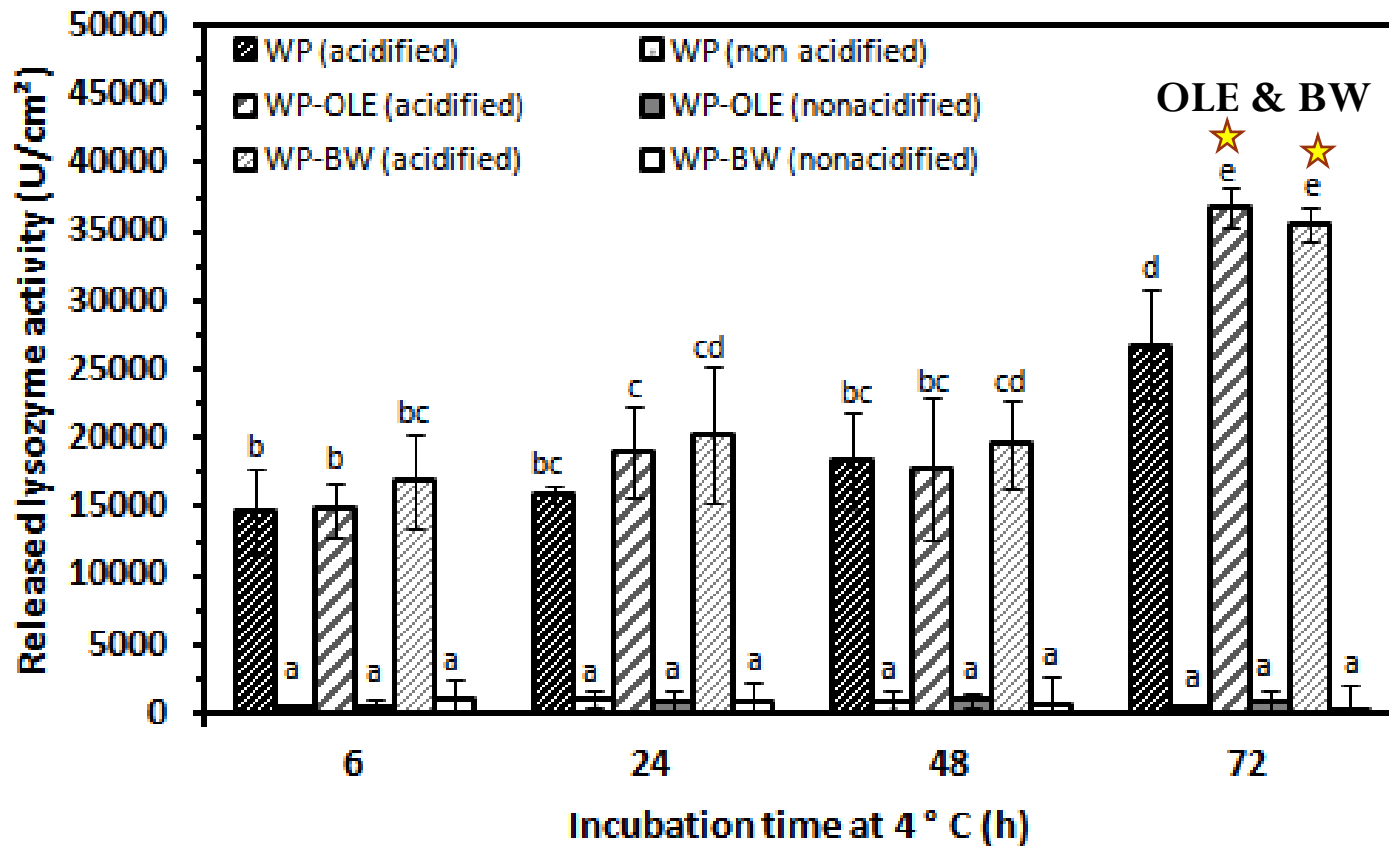 Released lysozyme activity (U/cm²)
50000
45000
40000
35000
30000
25000
20000
15000
10000
5000
0
WP (acidified)
WP (non acidified)
WP-OLE (acidified)
WP-OLE (nonacidified)
WP-BW (acidified)
WP-BW (nonacidified)
OLE & BW
b
a
b
a
bc
a
bc
a
c
a
cd
a
bc
a
bc
a
cd
a
d
a
e
a
e
a
6
24
48
72
Incubation time at 4 ° C (h)